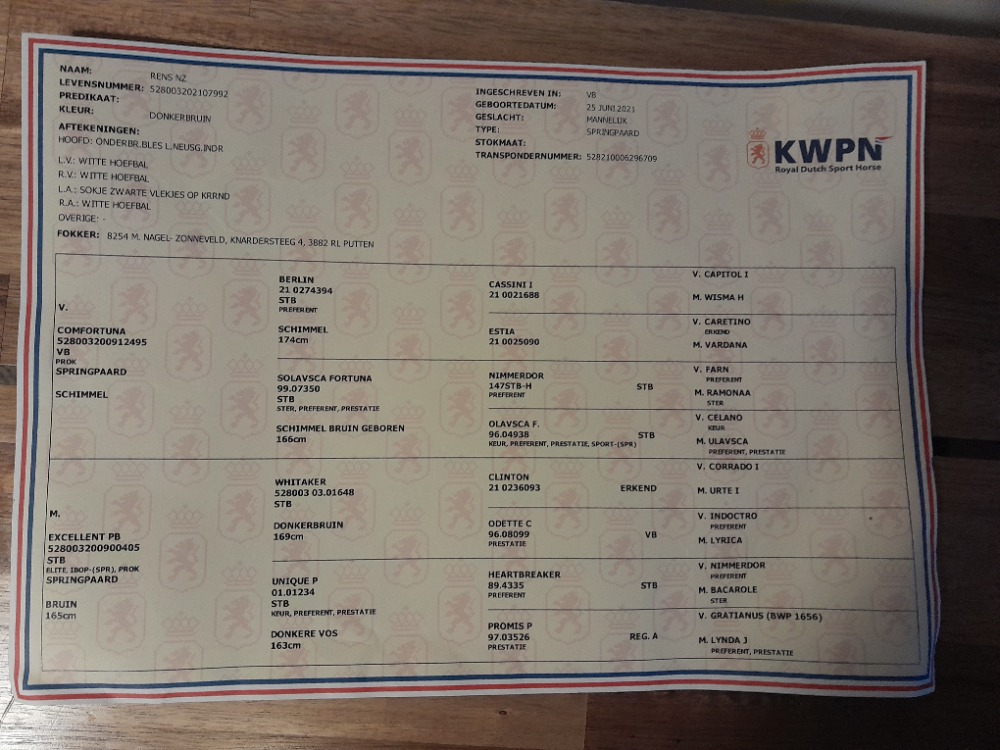 NAAM: RENS NZ
LEVENSNUMMER: 528003202107992
PREDIKAAT:
KLEUR: DONKERBRUIN
AFTEKENINGEN:
HOOFD: ONDERBR.BLES L.NEUSG.INDR
L.V.: WITTE HOEFBAL
R.V.: WITTE HOEFBAL
L.A.: SOKJE ZWARTE VLEKJES OP KRRND
R.A.: WITTE HOEFBAL
OVERIGE: -
FOKKER: 8254 M. NAGEL- ZONNEVELD, KNARDERSTEEG 4, 3882 RL PUTTEN
INGESCHREVEN IN: VB
GEBOORTEDATUM: 25 JUNI 2021
GESLACHT: MANNELIJK
TYPE: SPRINGPAARD
STOKMAAT:
TRANSPONDERNUMMER: 528210006296709
KWPN
Royal Dutch Sport Horse
V.
COMFORTUNA
528003200912495
VB
PROK
SPRINGPAARD
SCHIMMEL
BERLIN
21 0274394
STB
PREFERENT
SCHIMMEL
174cm
CASSINI I
21 0021688
V. CAPITOL I
M. WISMA H
ESTIA
21 0025090
V. CARETINO
ERKEND
M. VARDANA
SOLAVSCA FORTUNA
99.07350
STB
STER, PREFERENT, PRESTATIE
SCHIMMEL BRUIN GEBOREN
166cm
NIMMERDOR
147STB-H STB
PREFERENT
V. FARN
PREFERENT
M. RAMONAA
STER
OLAVSCA F.
96.04938 STB
KEUR, PREFERENT, PRESTATIE, SPORT-(SPR)
V. CELANO
KEUR
M. ULAVSCA
PREFERENT, PRESTATIE
M.
EXCELLENT PB
528003200900405
STB
ELITE, IBOP-(SPR), PROK
SPRINGPAARD
BRUIN
165cm
WHITAKER
528003 03.01648
STB
DONKERBRUIN
169cm
CLINTON
21 0236093 ERKEND
V. CORRADO I
M. URTE I
ODETTE C
96.08099 VB
PRESTATIE
V. INDOCTRO
PREFERENT
M. LYRICA
UNIQUE P
01.01234
STB
KEUR, PREFERENT, PRESTATIE
DONKERE VOS
163cm
HEARTBREAKER
89.4335 STB
PREFERENT
V. NIMMERDOR
PREFERENT
M. BACAROLE
STER
PROMIS P
97.03526 REG. A
PRESTATIE
V. GRATIANUS (BWP 1656)
M. LYNDA J
PREFERENT, PRESTATIE